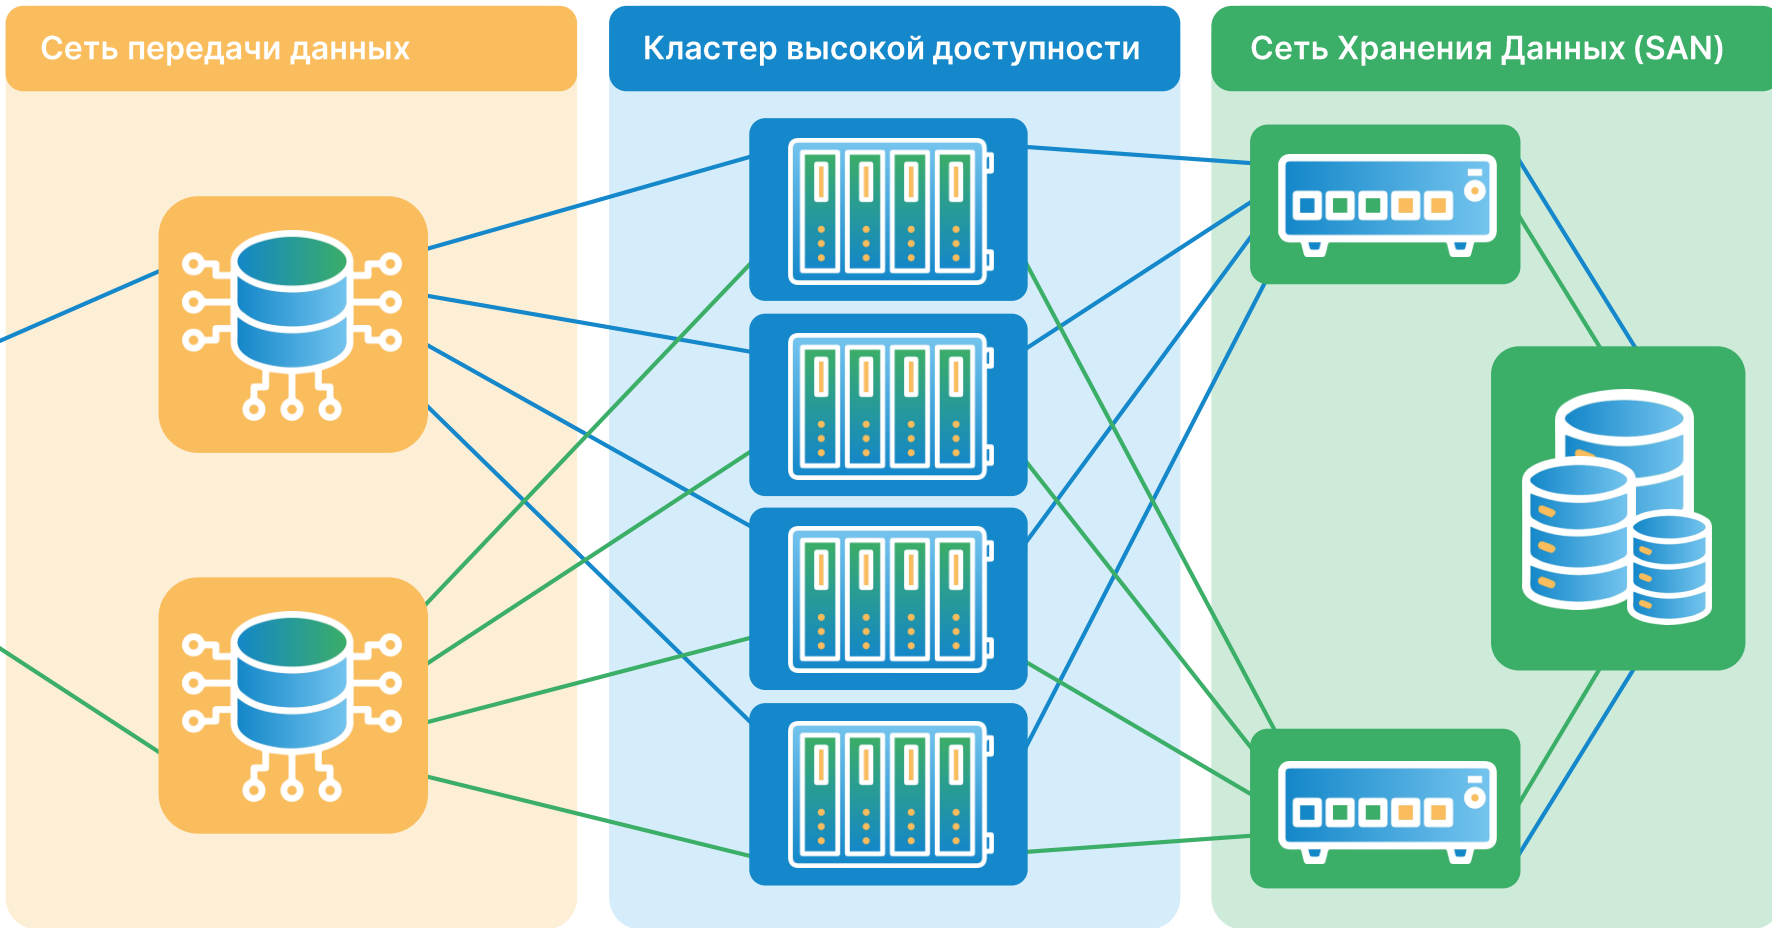 Сеть передачи данных
Кластер высокой доступности
Сеть Хранения Данных (SAN)